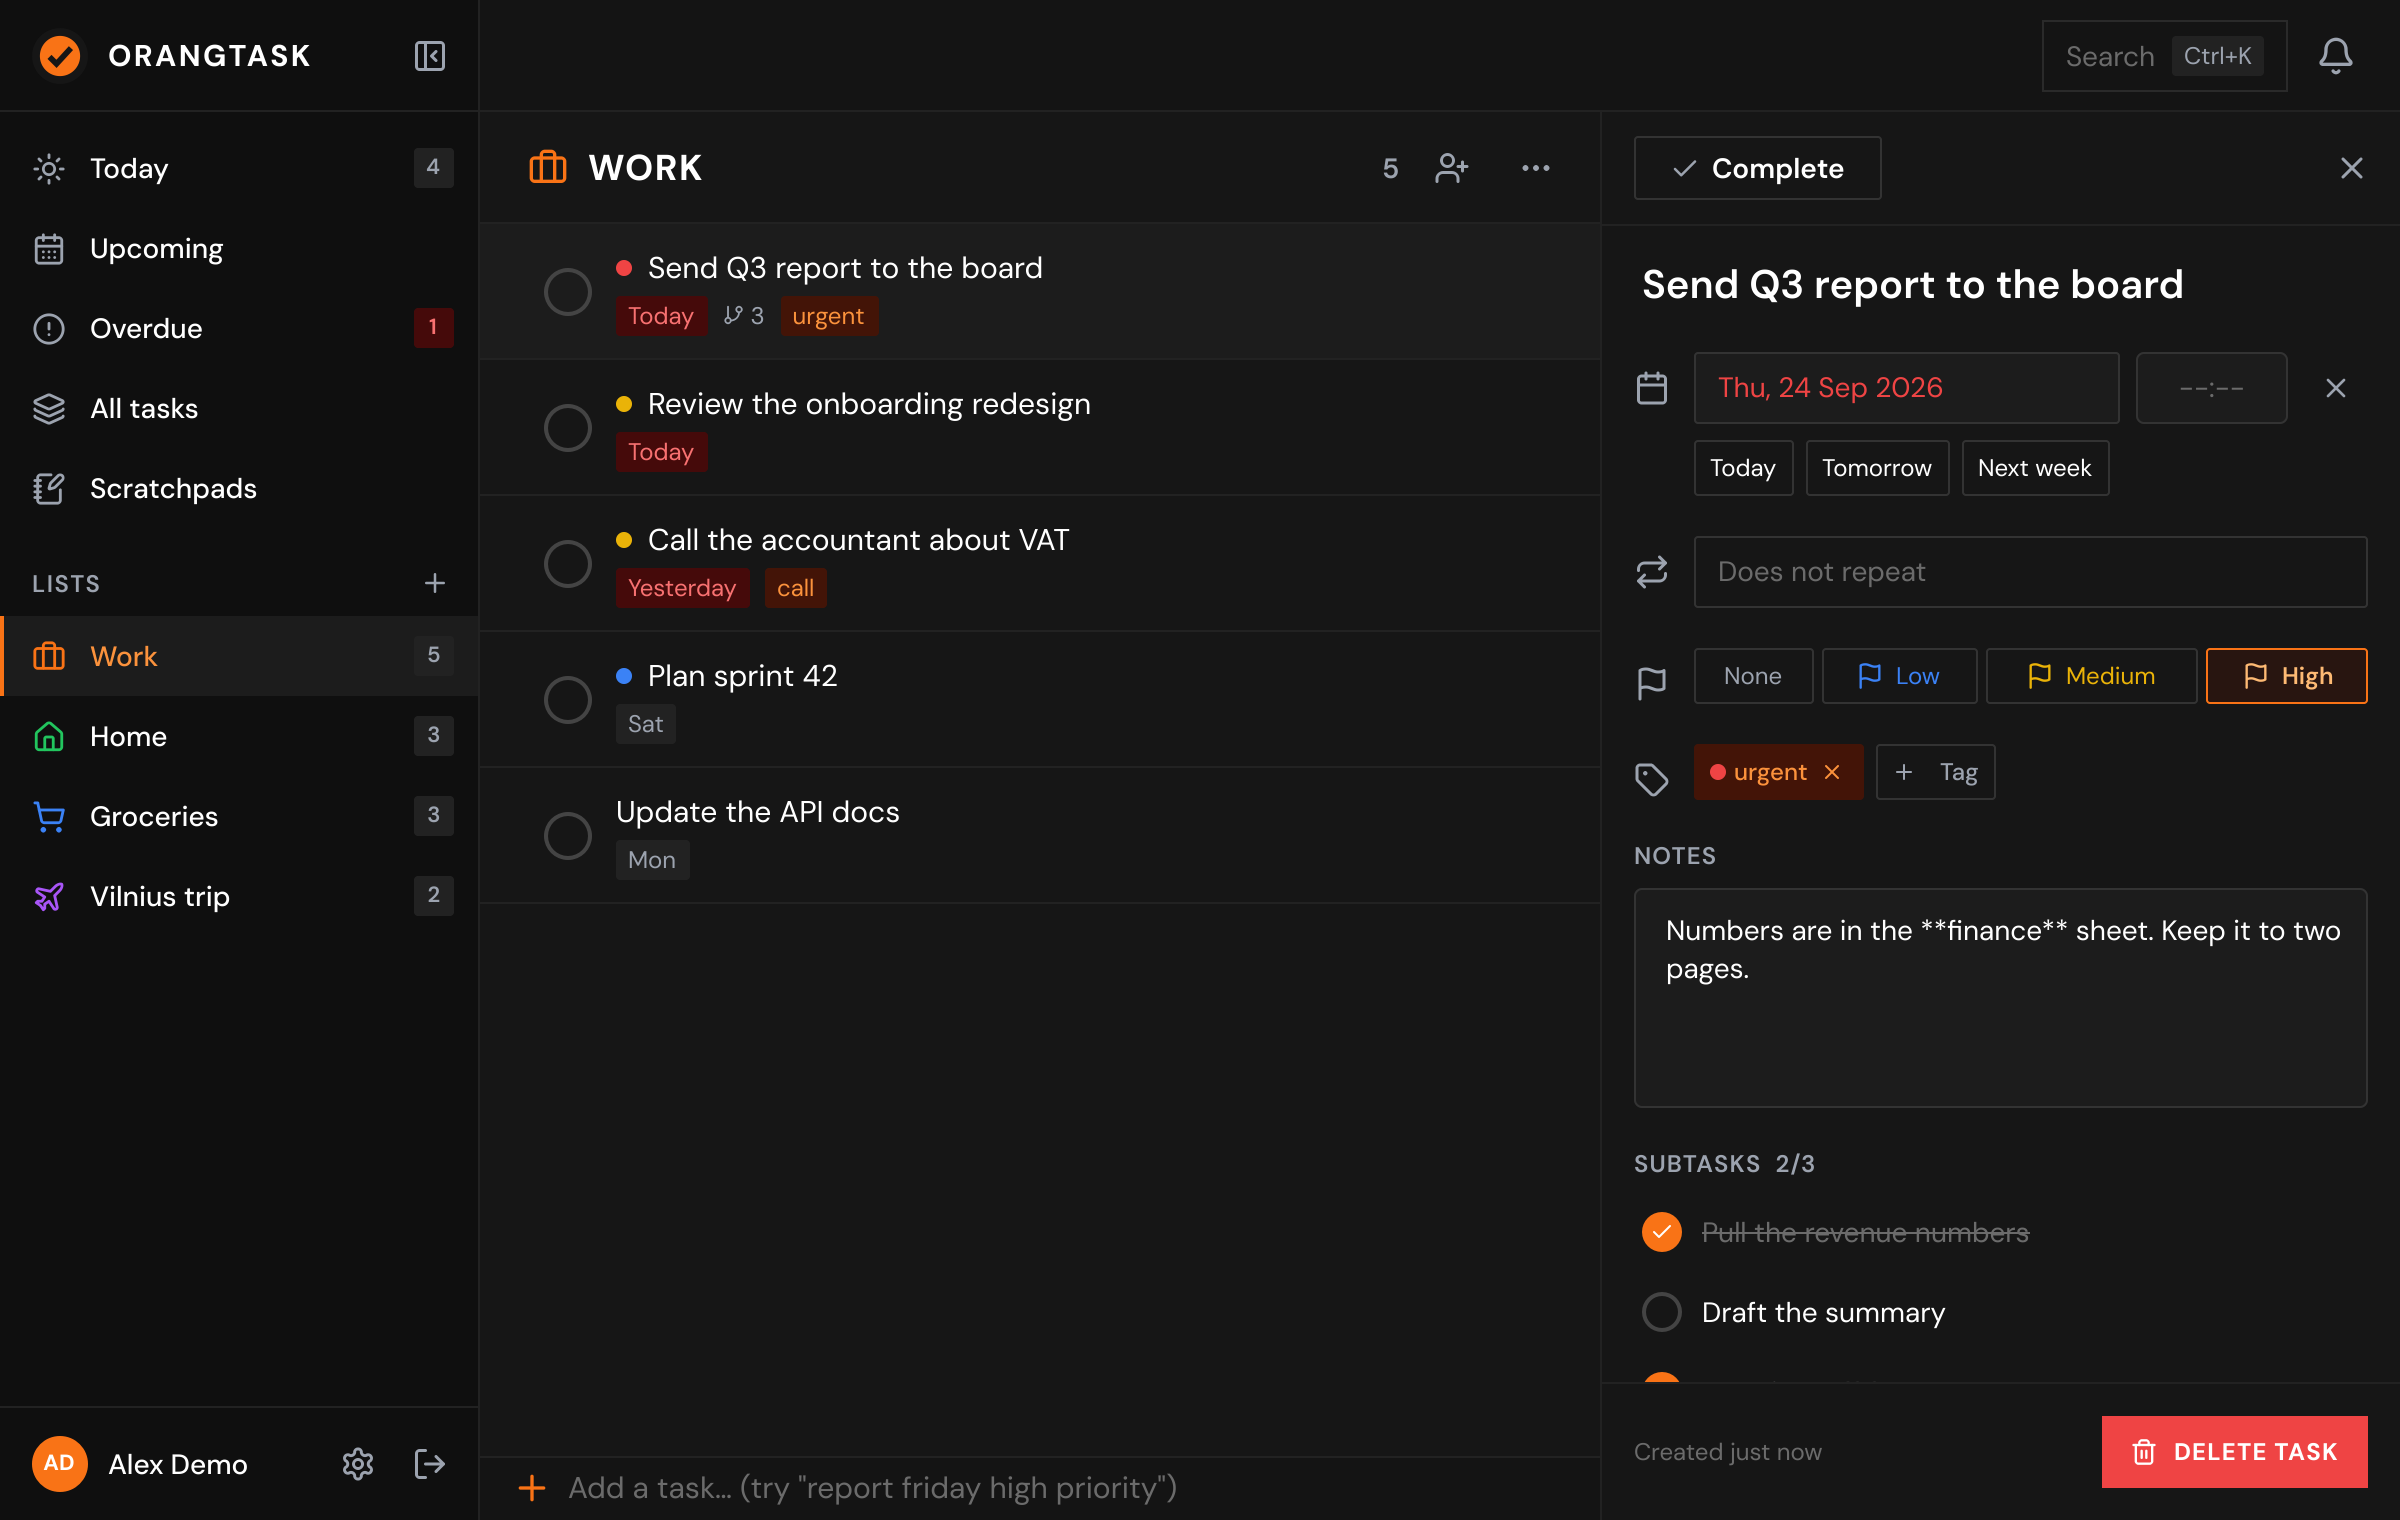 ORANGTASK
Search Ctrl+K
Today 4
Upcoming
Overdue 1
All tasks
Scratchpads
LISTS
Work 5
Home 3
Groceries 3
Vilnius trip 2
AD Alex Demo
WORK 5
Send Q3 report to the board
Today 3 urgent
Review the onboarding redesign
Today
Call the accountant about VAT
Yesterday call
Plan sprint 42
Sat
Update the API docs
Mon
Add a task... (try "report friday high priority")
Complete
Send Q3 report to the board
Thu, 24 Sep 2026 --:--
Today Tomorrow Next week
Does not repeat
None Low Medium High
urgent Tag
NOTES
Numbers are in the **finance** sheet. Keep it to two
pages.
SUBTASKS 2/3
Pull the revenue numbers
Draft the summary
Created just now DELETE TASK